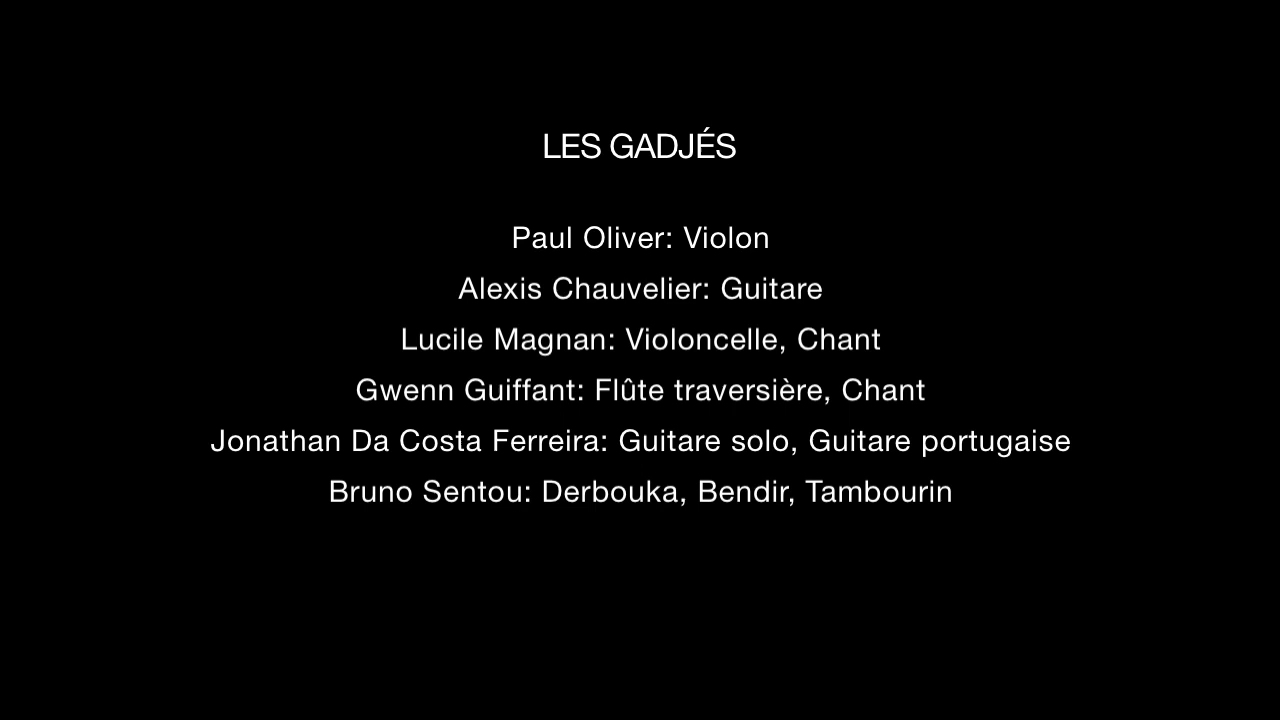 LES GADJÉS
Paul Oliver: Violon
Alexis Chauvelier: Guitare
Lucile Magnan: Violoncelle, Chant
Gwenn Guiffant: Flûte traversière, Chant
Jonathan Da Costa Ferreira: Guitare solo, Guitare portugaise
Bruno Sentou: Derbouka, Bendir, Tambourin